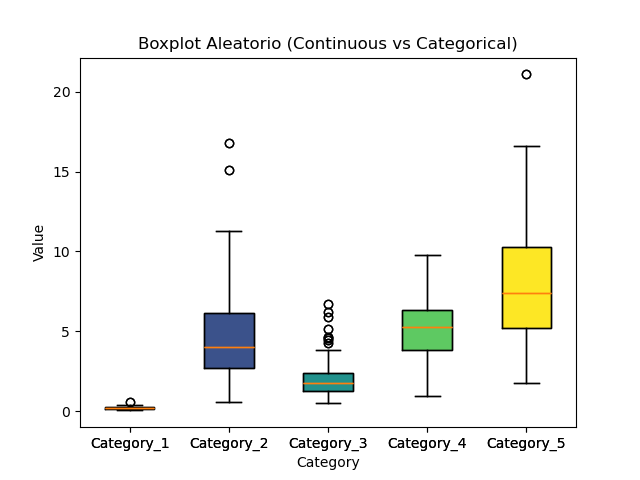 Boxplot Aleatorio (Continuous vs Categorical)
20
15
10
5
0
Value
Category_1 Category_2 Category_3 Category_4 Category_5
Category